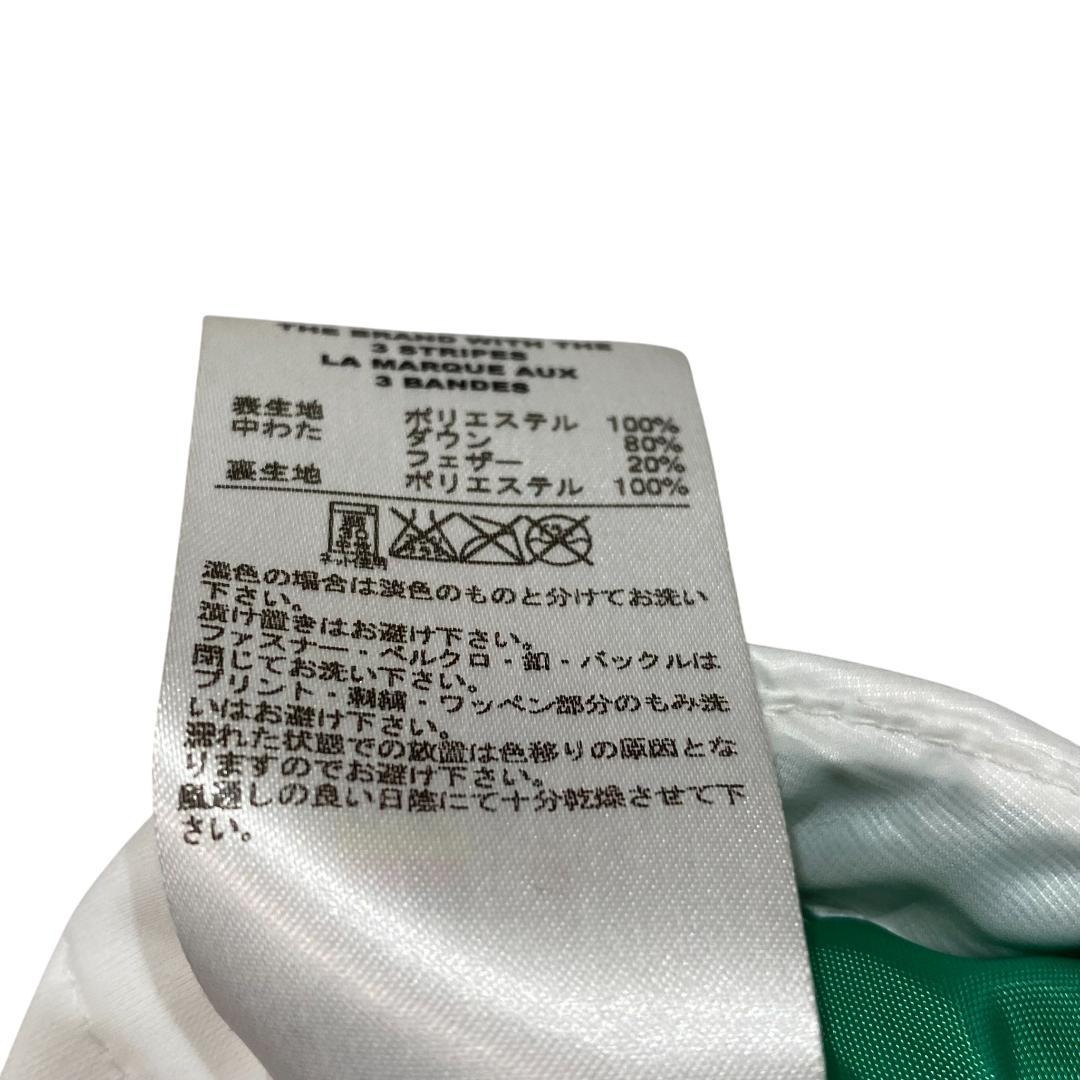 THE BRAND WITH THE
3 STRIPES
LA MARQUE AUX
3 BANDES
表生地 ポリエステル 100%
中わた ダウン 80%
フェザー 20%
裏生地 ポリエステル 100%
ネット使用
濃色の場合は淡色のものと分けてお洗い
下さい。
漬け置きはお避け下さい。
ファスナー・ベルクロ・釦・バックルは
閉じてお洗い下さい。
プリント・刺繍・ワッペン部分のもみ洗
いはお避け下さい。
濡れた状態での放置は色移りの原因とな
りますのでお避け下さい。
風通しの良い日陰にて十分乾燥させて下
さい。